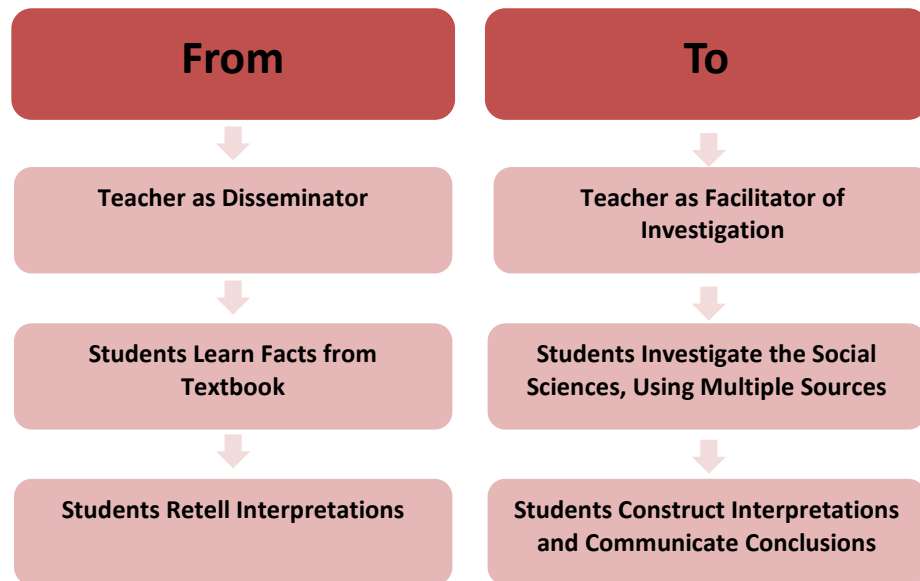 From
Teacher as Disseminator
Students Learn Facts from
Textbook
Students Retell Interpretations
To
Teacher as Facilitator of
Investigation
Students Investigate the Social
Sciences, Using Multiple Sources
Students Construct Interpretations
and Communicate Conclusions